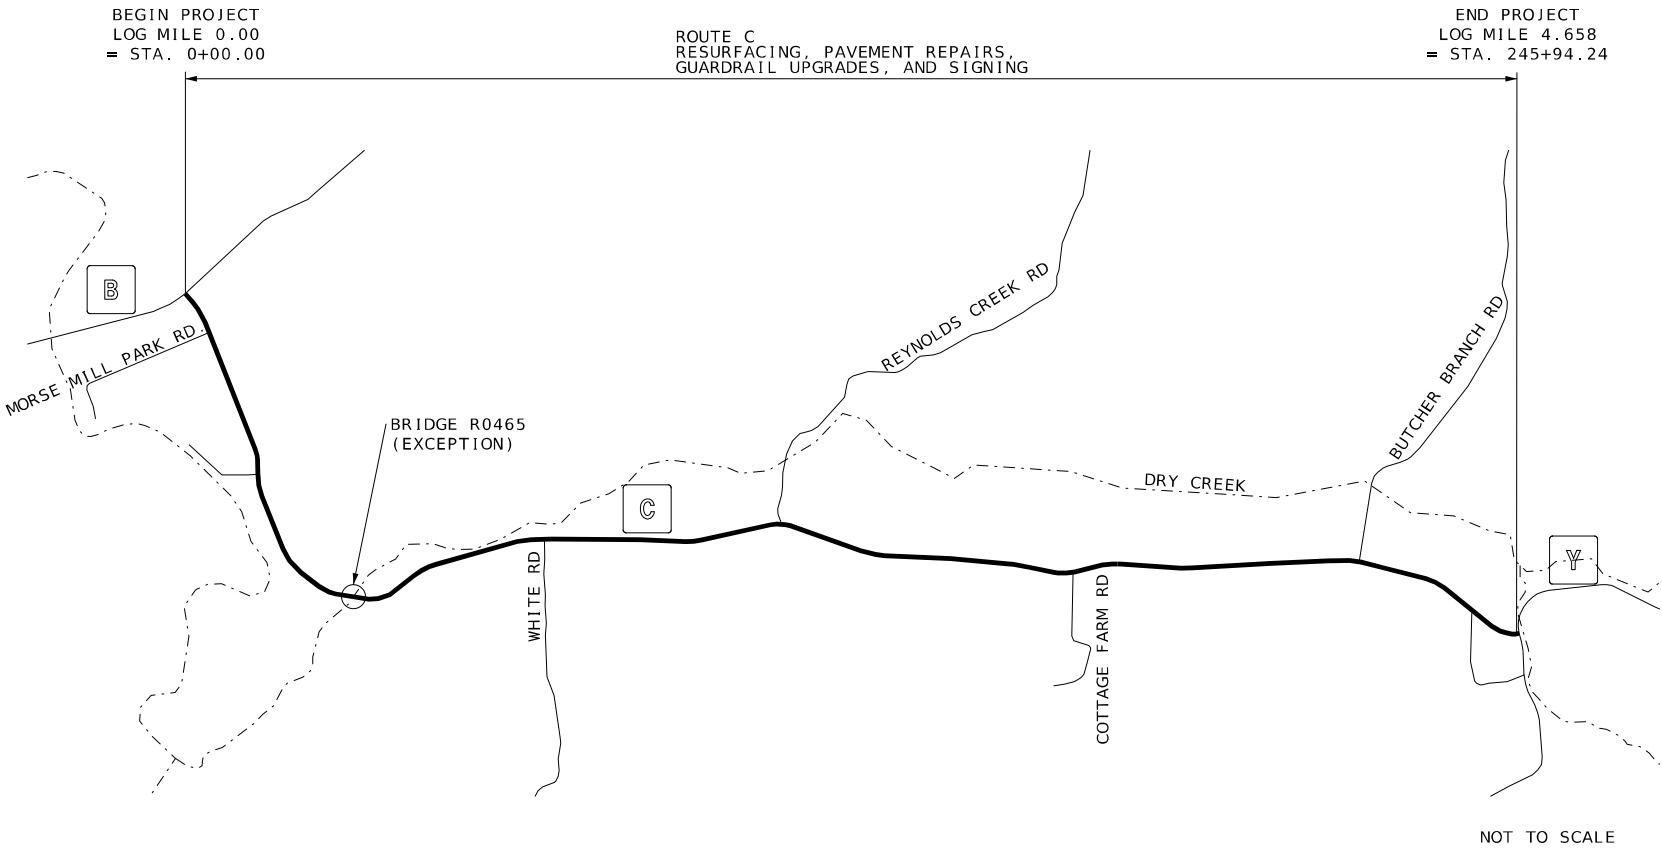 BEGIN PROJECT
LOG MILE 0.00
= STA. 0+00.00
ROUTE C
RESURFACING, PAVEMENT REPAIRS,
GUARDRAIL UPGRADES, AND SIGNING
END PROJECT
LOG MILE 4.658
= STA. 245+94.24
B
MORSE MILL PARK RD.
REYNOLDS CREEK RD
BUTCHER BRANCH RD
BRIDGE R0465
(EXCEPTION)
DRY CREEK
C
Y
WHITE RD
COTTAGE FARM RD
NOT TO SCALE